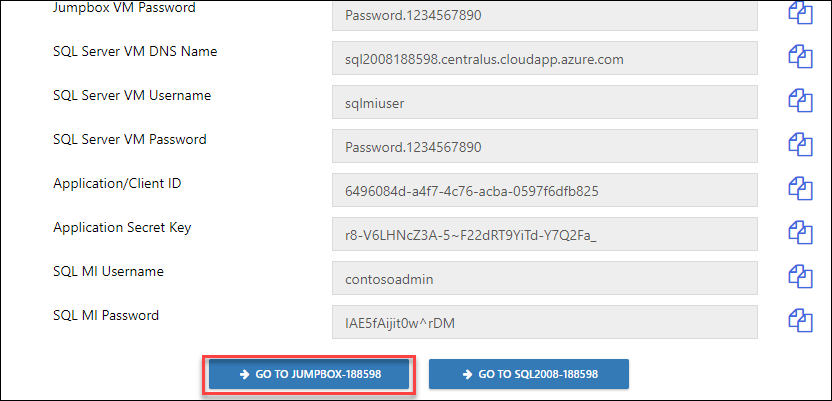 Jumpbox VM Password Password.1234567890
SQL Server VM DNS Name sql2008188598.centralus.cloudapp.azure.com
SQL Server VM Username sqlmiuser
SQL Server VM Password Password.1234567890
Application/Client ID 6496084d-a4f7-4c76-acba-0597f6dfb825
Application Secret Key r8-V6LHNcZ3A-5~F22dRT9YiTd-Y7Q2Fa_
SQL MI Username contosoadmin
SQL MI Password IAE5fAijit0w^rDM
GO TO JUMPBOX-188598 GO TO SQL2008-188598